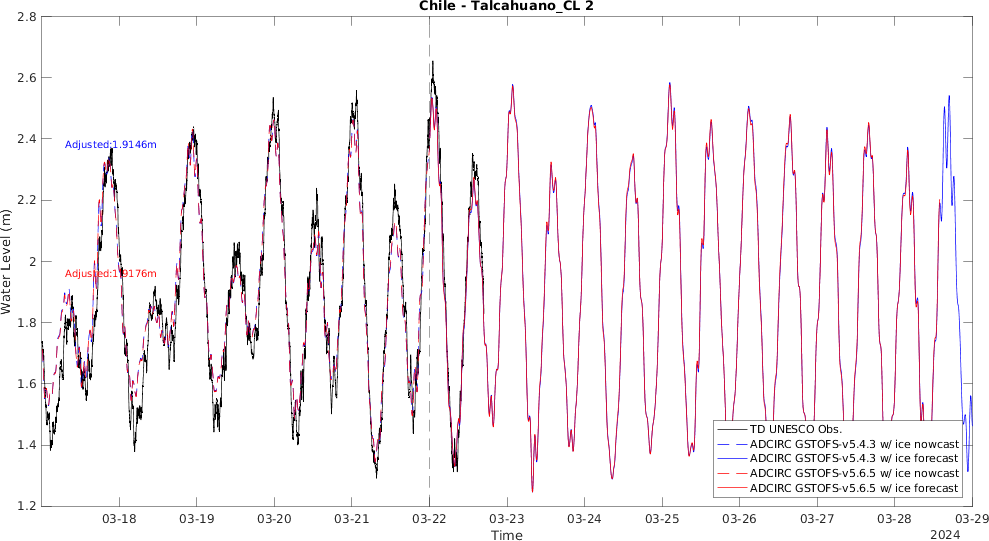 Chile - Talcahuano_CL 2
2.8
2.6
2.4
2.2
2
1.8
1.6
1.4
1.2
Water Level (m)
Adjusted:1.9146m
Adjusted:1.9176m
TD UNESCO Obs.
ADCIRC GSTOFS-v5.4.3 w/ ice nowcast
ADCIRC GSTOFS-v5.4.3 w/ ice forecast
ADCIRC GSTOFS-v5.6.5 w/ ice nowcast
ADCIRC GSTOFS-v5.6.5 w/ ice forecast
03-18 03-19 03-20 03-21 03-22 03-23 03-24 03-25 03-26 03-27 03-28 03-29
Time
2024